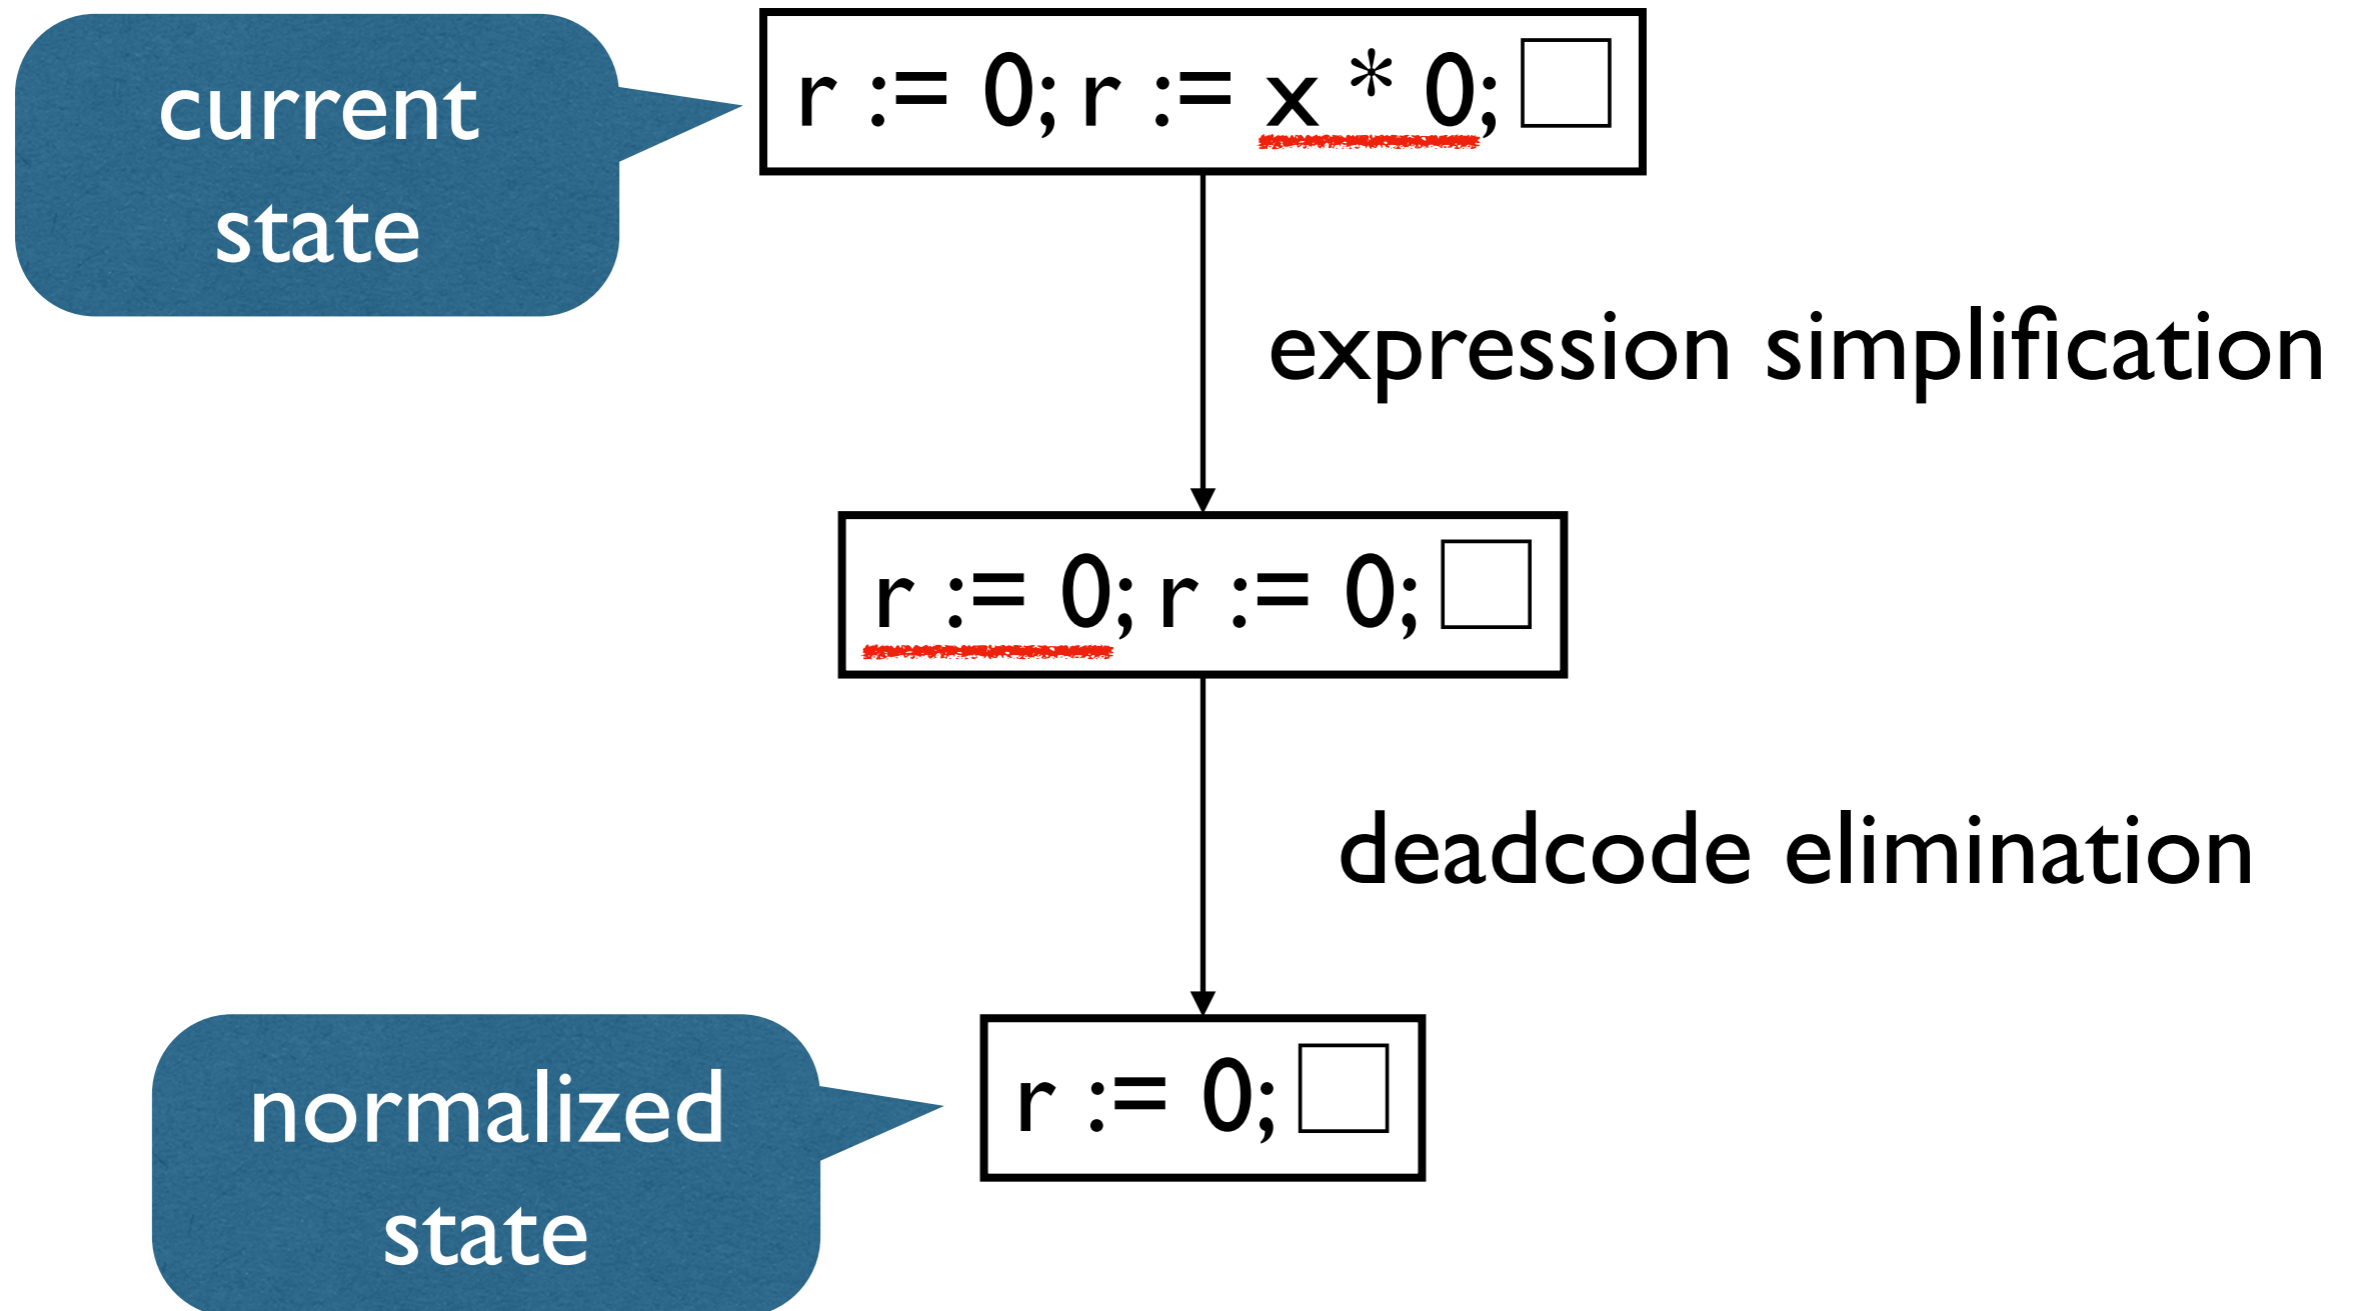 current
state
r := 0; r := x * 0; □
expression simplification
r := 0; r := 0; □
deadcode elimination
normalized
state
r := 0; □